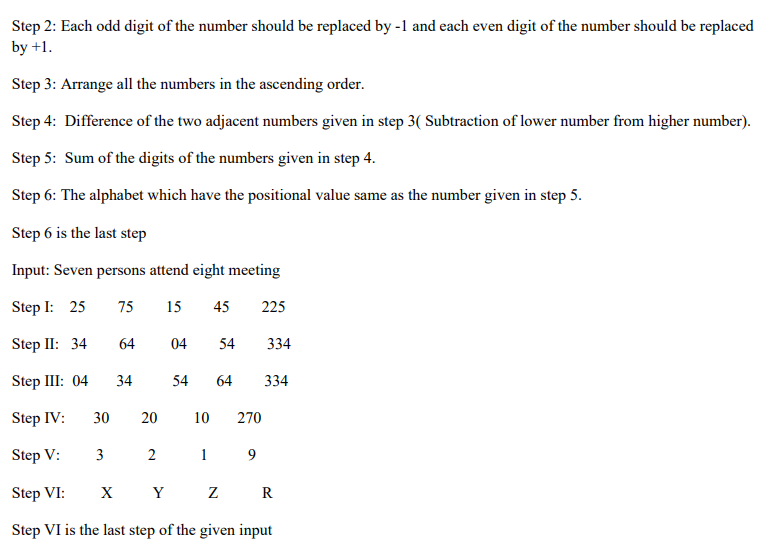 Step 2: Each odd digit of the number should be replaced by -1 and each even digit of the number should be replaced
by +1.
Step 3: Arrange all the numbers in the ascending order.
Step 4: Difference of the two adjacent numbers given in step 3( Subtraction of lower number from higher number).
Step 5: Sum of the digits of the numbers given in step 4.
Step 6: The alphabet which have the positional value same as the number given in step 5.
Step 6 is the last step
Input: Seven persons attend eight meeting
Step I: 25 75 15 45 225
Step II: 34 64 04 54 334
Step III: 04 34 54 64 334
Step IV: 30 20 10 270
Step V: 3 2 1 9
Step VI: X Y Z R
Step VI is the last step of the given input